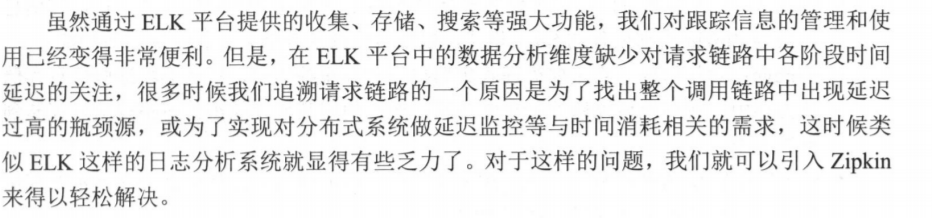 虽然通过 ELK 平台提供的收集、存储、搜索等强大功能，我们对跟踪信息的管理和使
用已经变得非常便利。但是，在 ELK 平台中的数据分析维度缺少对请求链路中各阶段时间
延迟的关注，很多时候我们追溯请求链路的一个原因是为了找出整个调用链路中出现延迟
过高的瓶颈源，或为了实现对分布式系统做延迟监控等与时间消耗相关的需求，这时候类
似 ELK 这样的日志分析系统就显得有些乏力了。对于这样的问题，我们就可以引入 Zipkin
来得以轻松解决。